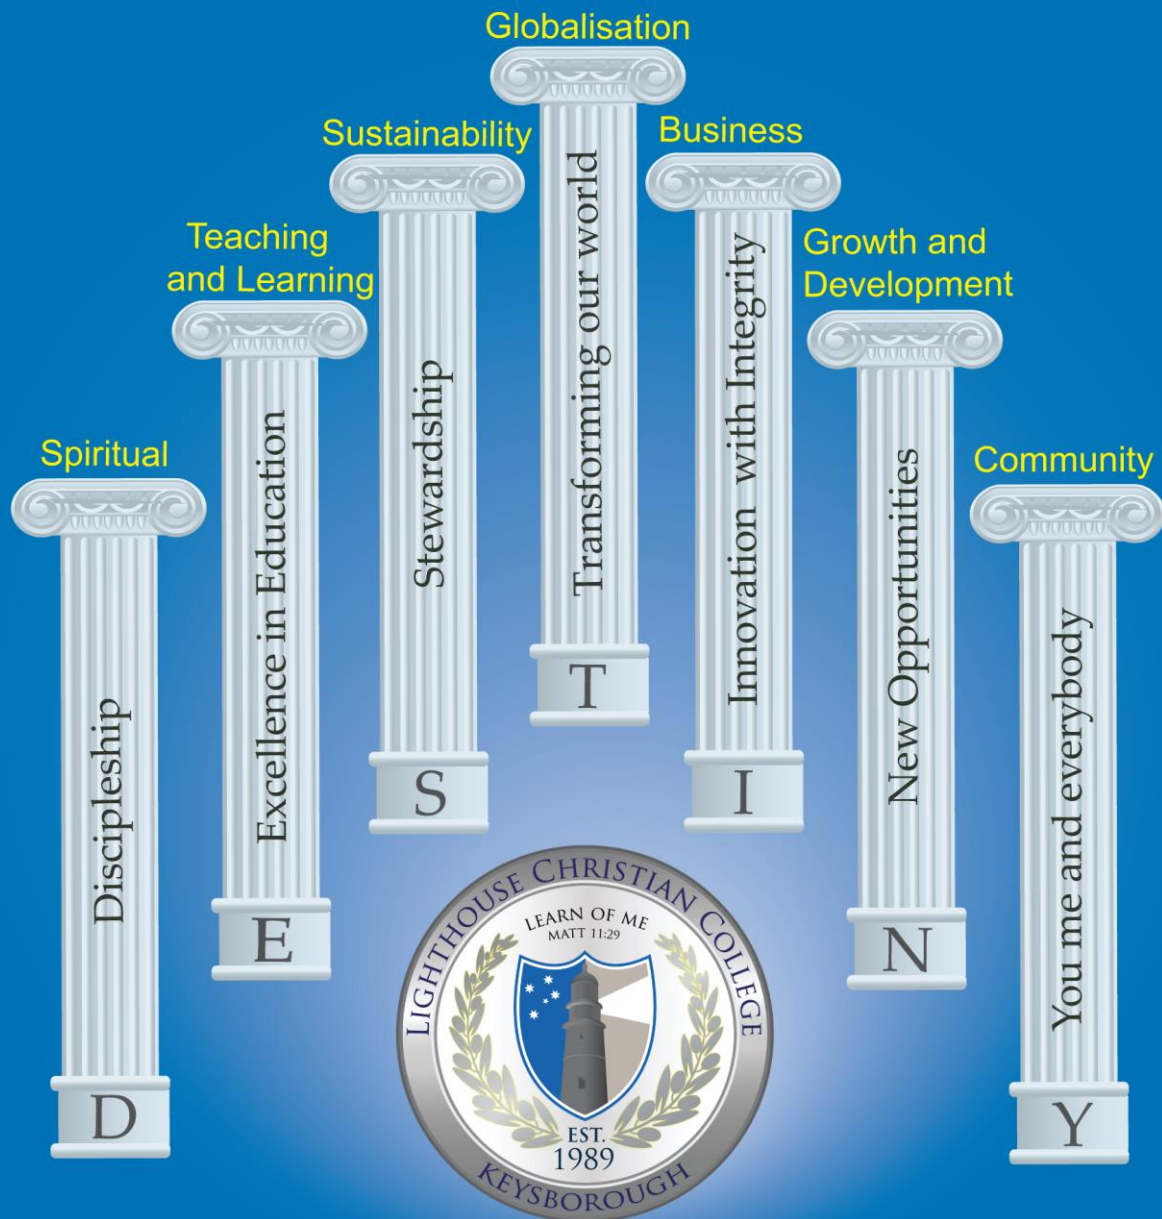 Globalisation
Sustainability
Business
Teaching
and Learning
Growth and
Development
Spiritual
Community
Discipleship
Excellence in Education
Stewardship
Transforming our world
Innovation with Integrity
New Opportunities
You me and everybody
D
E
S
T
I
N
Y
LIGHTHOUSE CHRISTIAN COLLEGE
LEARN OF ME
MATT 11:29
EST.
1989
KEYSBOROUGH